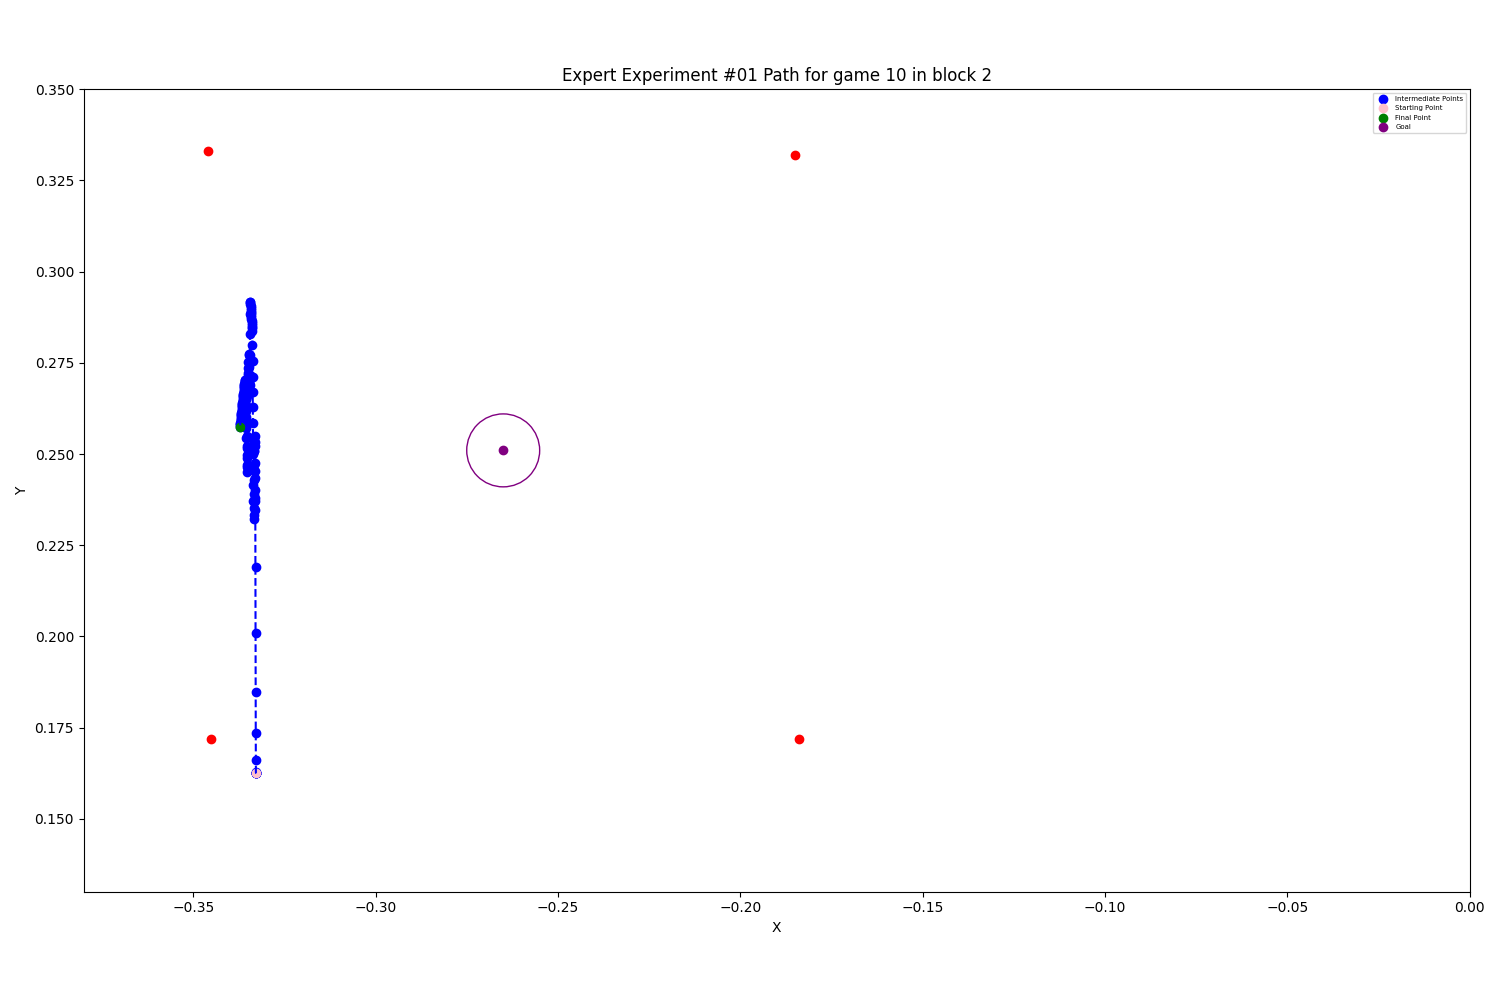 Expert Experiment #01 Path for game 10 in block 2
Intermediate Points
Starting Point
Final Point
Goal
0.350
0.325
0.300
0.275
0.250
0.225
0.200
0.175
0.150
Y
−0.35 −0.30 −0.25 −0.20 −0.15 −0.10 −0.05 0.00
X